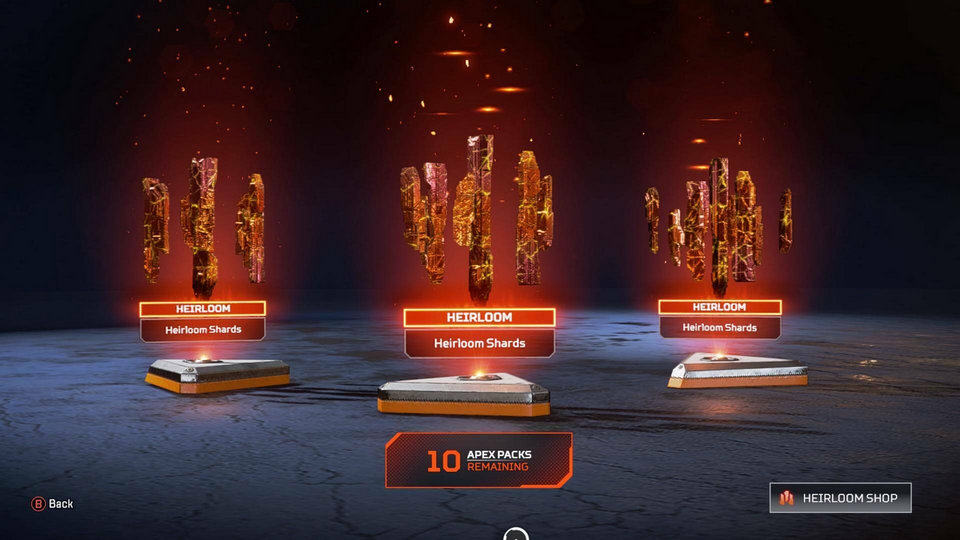 HEIRLOOM
Heirloom Shards
HEIRLOOM
Heirloom Shards
HEIRLOOM
Heirloom Shards
10 APEX PACKS
REMAINING
B Back
HEIRLOOM SHOP